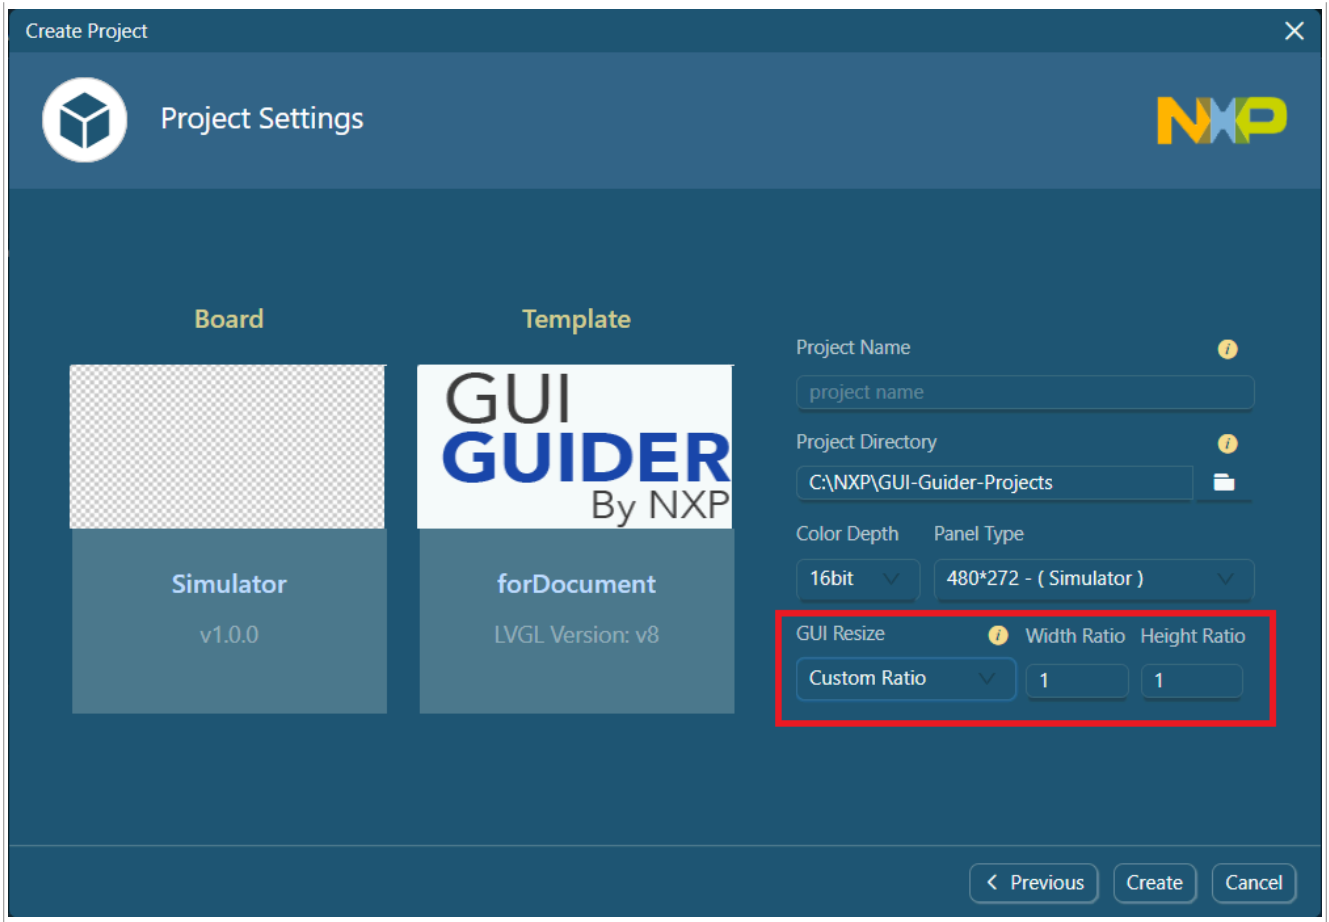 Create Project
Project Settings
NXP
Board
Template
GUI
GUIDER
By NXP
Simulator
v1.0.0
forDocument
LVGL Version: v8
Project Name
project name
Project Directory
C:\NXP\GUI-Guider-Projects
Color Depth Panel Type
16bit 480*272 - ( Simulator )
GUI Resize Width Ratio Height Ratio
Custom Ratio 1 1
Previous Create Cancel